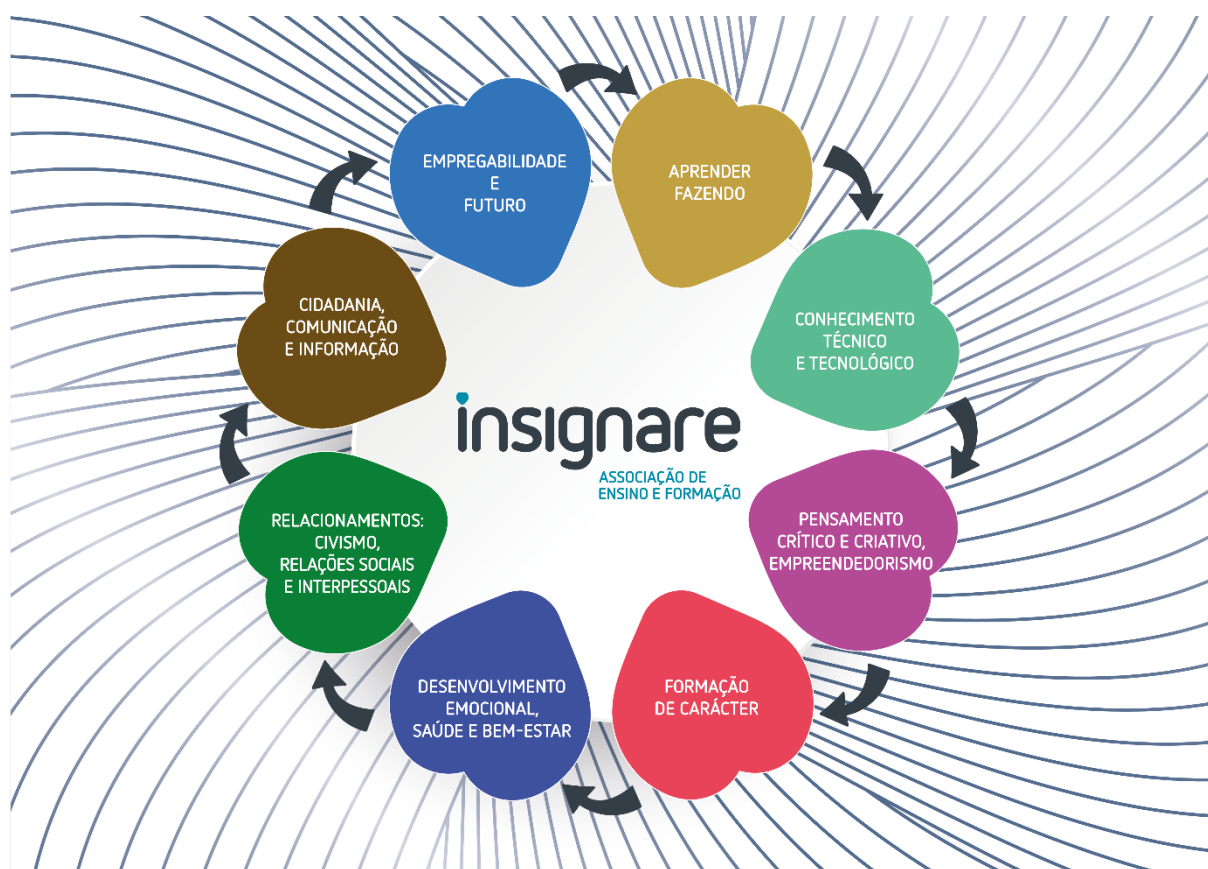 EMPREGABILIDADE
E
FUTURO
APRENDER
FAZENDO
CONHECIMENTO
TÉCNICO
E TECNOLÓGICO
PENSAMENTO
CRÍTICO E CRIATIVO,
EMPREENDEDORISMO
FORMAÇÃO
DE CARÁCTER
DESENVOLVIMENTO
EMOCIONAL,
SAÚDE E BEM-ESTAR
RELACIONAMENTOS:
CIVISMO,
RELAÇÕES SOCIAIS
E INTERPESSOAIS
CIDADANIA,
COMUNICAÇÃO
E INFORMAÇÃO
insignare
ASSOCIAÇÃO DE
ENSINO E FORMAÇÃO